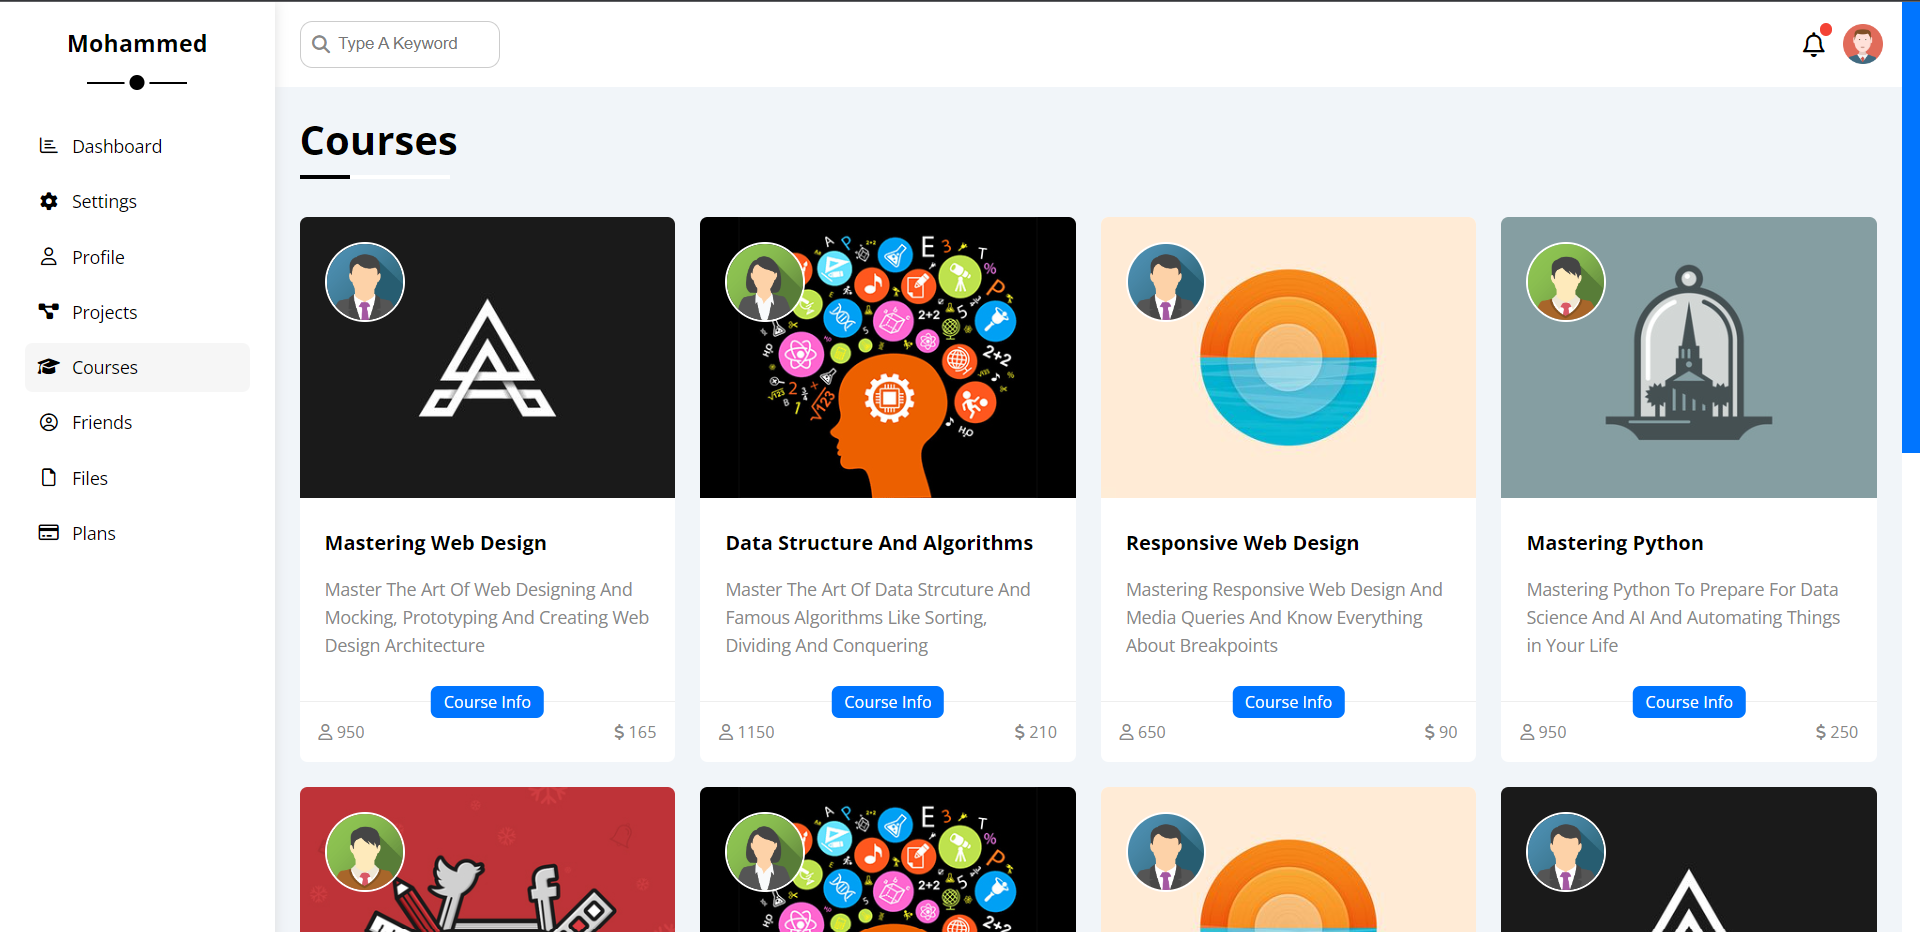 Mohammed
Type A Keyword
Dashboard
Settings
Profile
Projects
Courses
Friends
Files
Plans
Courses
Mastering Web Design
Master The Art Of Web Designing And
Mocking, Prototyping And Creating Web
Design Architecture
Course Info
950
$ 165
Data Structure And Algorithms
Master The Art Of Data Strcuture And
Famous Algorithms Like Sorting,
Dividing And Conquering
Course Info
1150
$ 210
Responsive Web Design
Mastering Responsive Web Design And
Media Queries And Know Everything
About Breakpoints
Course Info
650
$ 90
Mastering Python
Mastering Python To Prepare For Data
Science And AI And Automating Things
in Your Life
Course Info
950
$ 250